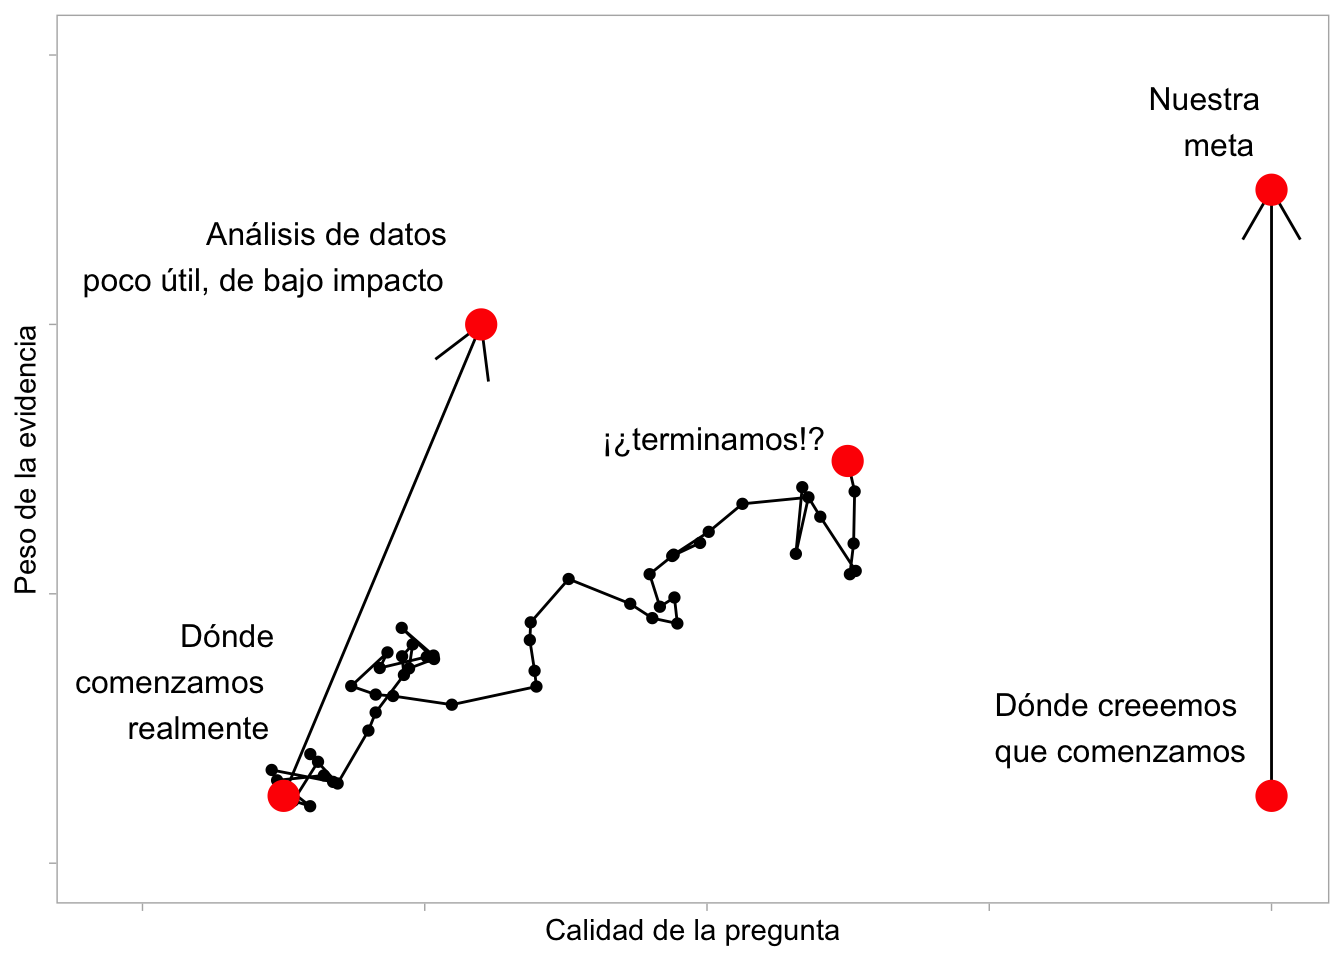 Nuestra
meta
Análisis de datos
poco útil, de bajo impacto
¡¿terminamos!?
Dónde
comenzamos
realmente
Dónde creeemos
que comenzamos
Peso de la evidencia
Calidad de la pregunta